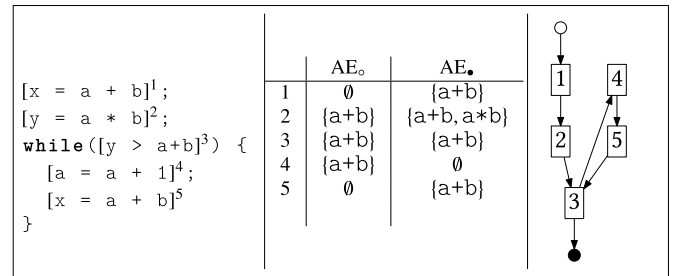 [x = a + b]¹;
[y = a * b]²;
while([y > a+b]³) {
[a = a + 1]⁴;
[x = a + b]⁵
}
AE∘ AE•
1 ∅ {a+b}
2 {a+b} {a+b, a*b}
3 {a+b} {a+b}
4 {a+b} ∅
5 ∅ {a+b}
1 4
2 5
3